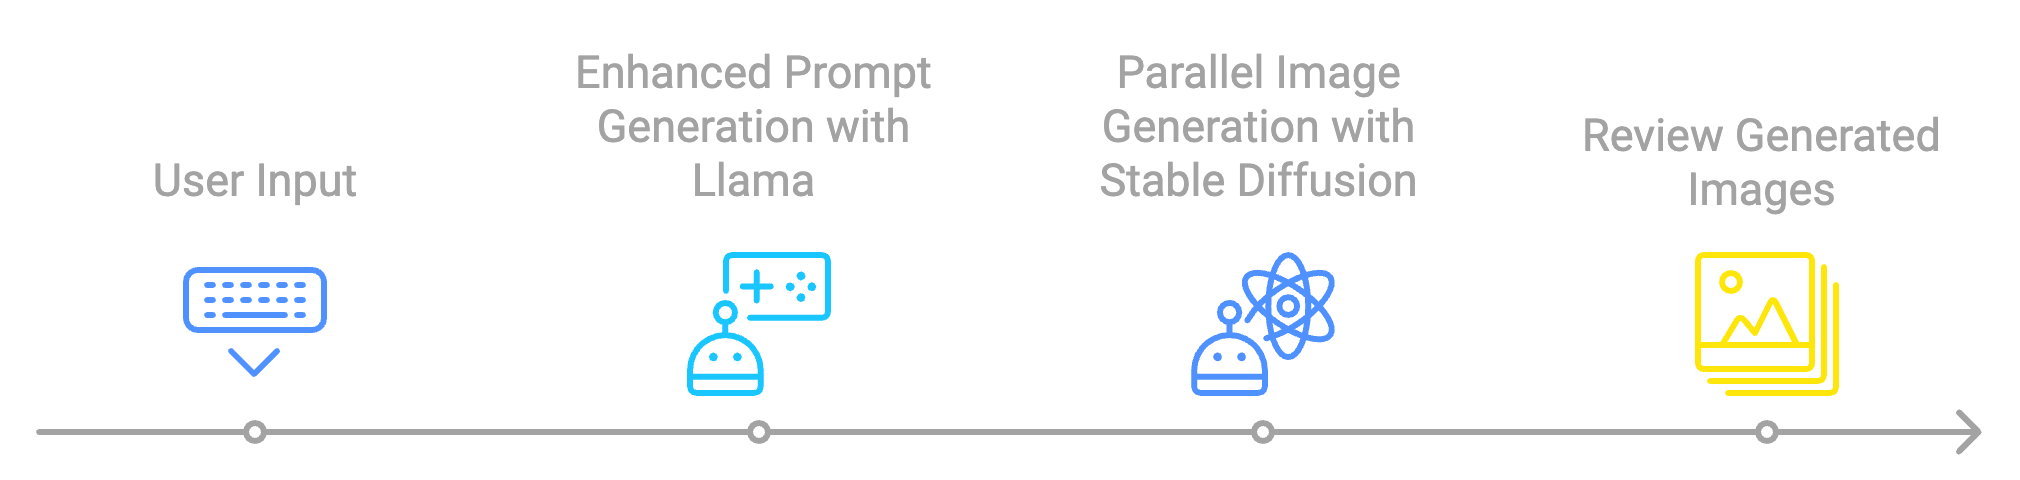 User Input
Enhanced Prompt
Generation with
Llama
Parallel Image
Generation with
Stable Diffusion
Review Generated
Images